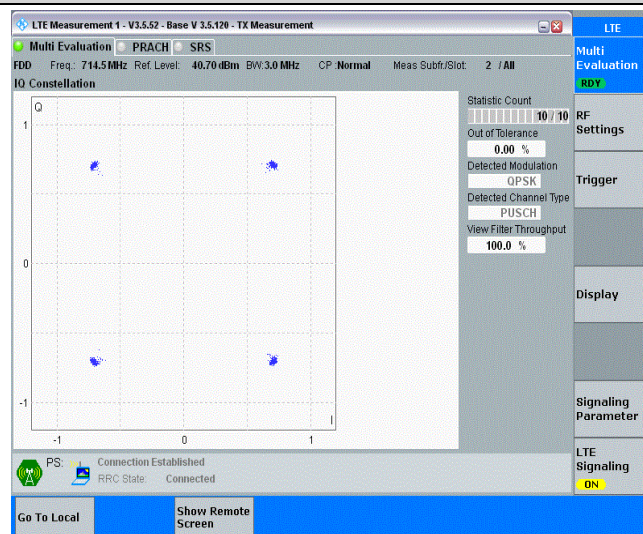 LTE Measurement 1 - V3.5.52 - Base V 3.5.120 - TX Measurement
LTE
Multi Evaluation PRACH SRS
Multi
Evaluation
RDY
FDD Freq.: 714.5 MHz Ref. Level: 40.70 dBm BW: 3.0 MHz CP :Normal Meas Subfr./Slot: 2 / All
IQ Constellation
Q
1
0
-1
-1 0 1
I
Statistic Count
10 / 10
Out of Tolerance
0.00 %
Detected Modulation
QPSK
Detected Channel Type
PUSCH
View Filter Throughput
100.0 %
RF
Settings
Trigger
Display
Signaling
Parameter
LTE
Signaling
ON
PS: Connection Established
RRC State: Connected
Go To Local
Show Remote
Screen